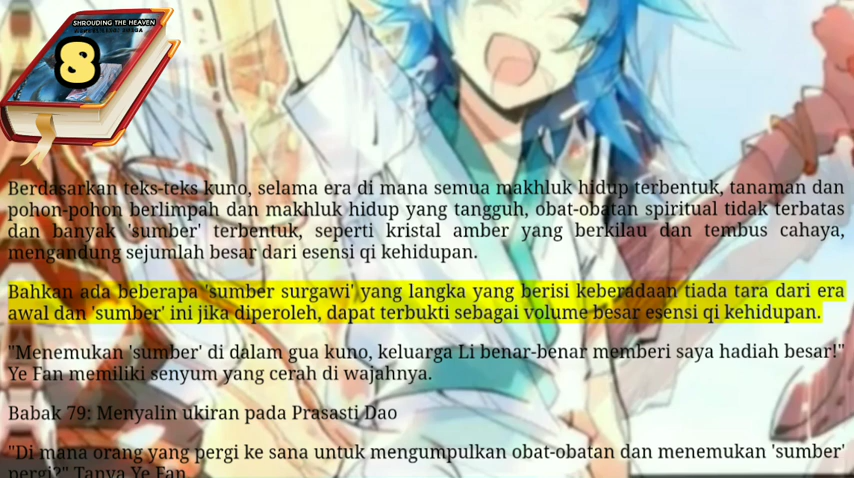 SHROUDING THE HEAVEN
8
Berdasarkan teks-teks kuno, selama era di mana semua makhluk hidup terbentuk, tanaman dan
pohon-pohon berlimpah dan makhluk hidup yang tangguh, obat-obatan spiritual tidak terbatas
dan banyak 'sumber' terbentuk, seperti kristal amber yang berkilau dan tembus cahaya,
mengandung sejumlah besar dari esensi qi kehidupan.
Bahkan ada beberapa 'sumber surgawi' yang langka yang berisi keberadaan tiada tara dari era
awal dan 'sumber' ini jika diperoleh, dapat terbukti sebagai volume besar esensi qi kehidupan.
"Menemukan 'sumber' di dalam gua kuno, keluarga Li benar-benar memberi saya hadiah besar!"
Ye Fan memiliki senyum yang cerah di wajahnya.
Babak 79: Menyalin ukiran pada Prasasti Dao
"Di mana orang yang pergi ke sana untuk mengumpulkan obat-obatan dan menemukan 'sumber'
pergi?" Tanya Ye Fan